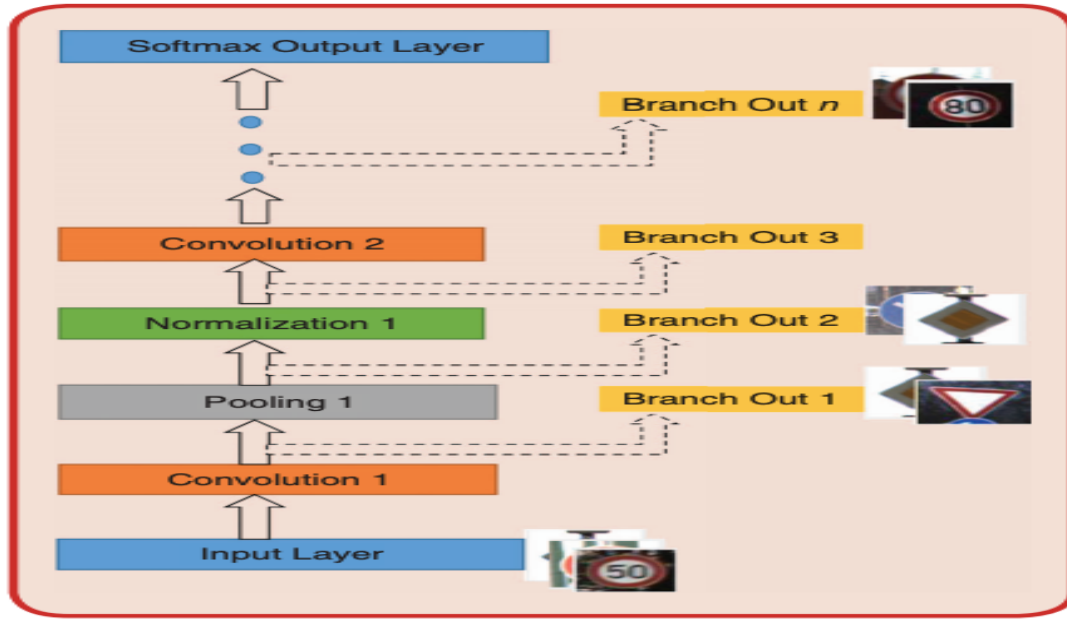 Softmax Output Layer
Branch Out n
80
Convolution 2
Branch Out 3
Normalization 1
Branch Out 2
Pooling 1
Branch Out 1
Convolution 1
Input Layer
50